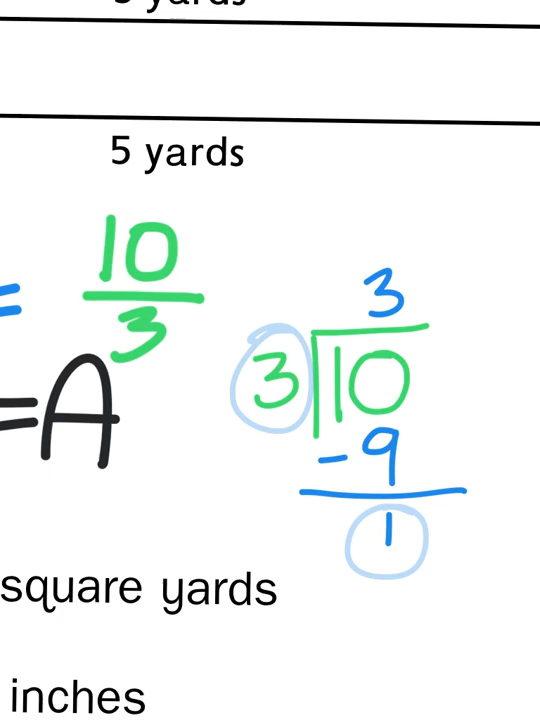 5 yards
= 10/3
3
3 10
=A
- 9
1
square yards
inches